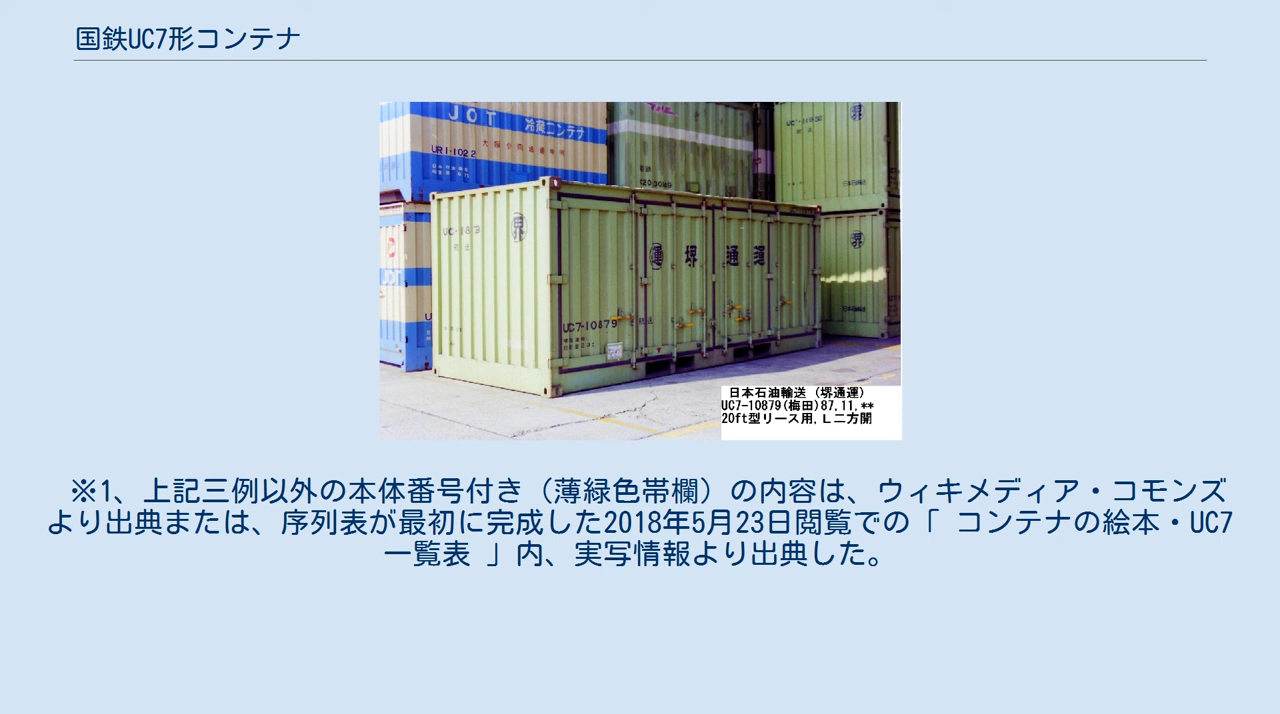 国鉄UC7形コンテナ
JOT 冷蔵コンテナ
UR1-1022
界
運 堺 通 運
UC7-10879
日本石油輸送（堺通運）
UC7-10879(梅田)87,11,**
20ft型リース用,Ｌ二方開
※1、上記三例以外の本体番号付き（薄緑色帯欄）の内容は、ウィキメディア・コモンズ
より出典または、序列表が最初に完成した2018年5月23日閲覧での「 コンテナの絵本・UC7
一覧表 」内、実写情報より出典した。